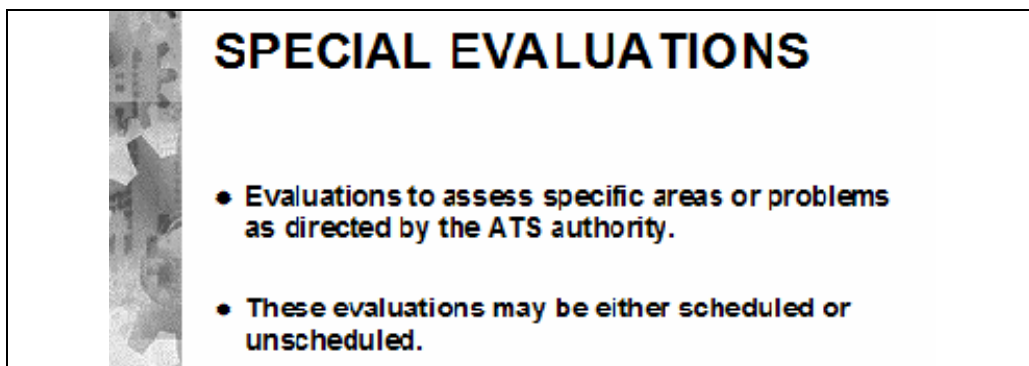 SPECIAL EVALUATIONS
● Evaluations to assess specific areas or problems
as directed by the ATS authority.
● These evaluations may be either scheduled or
unscheduled.